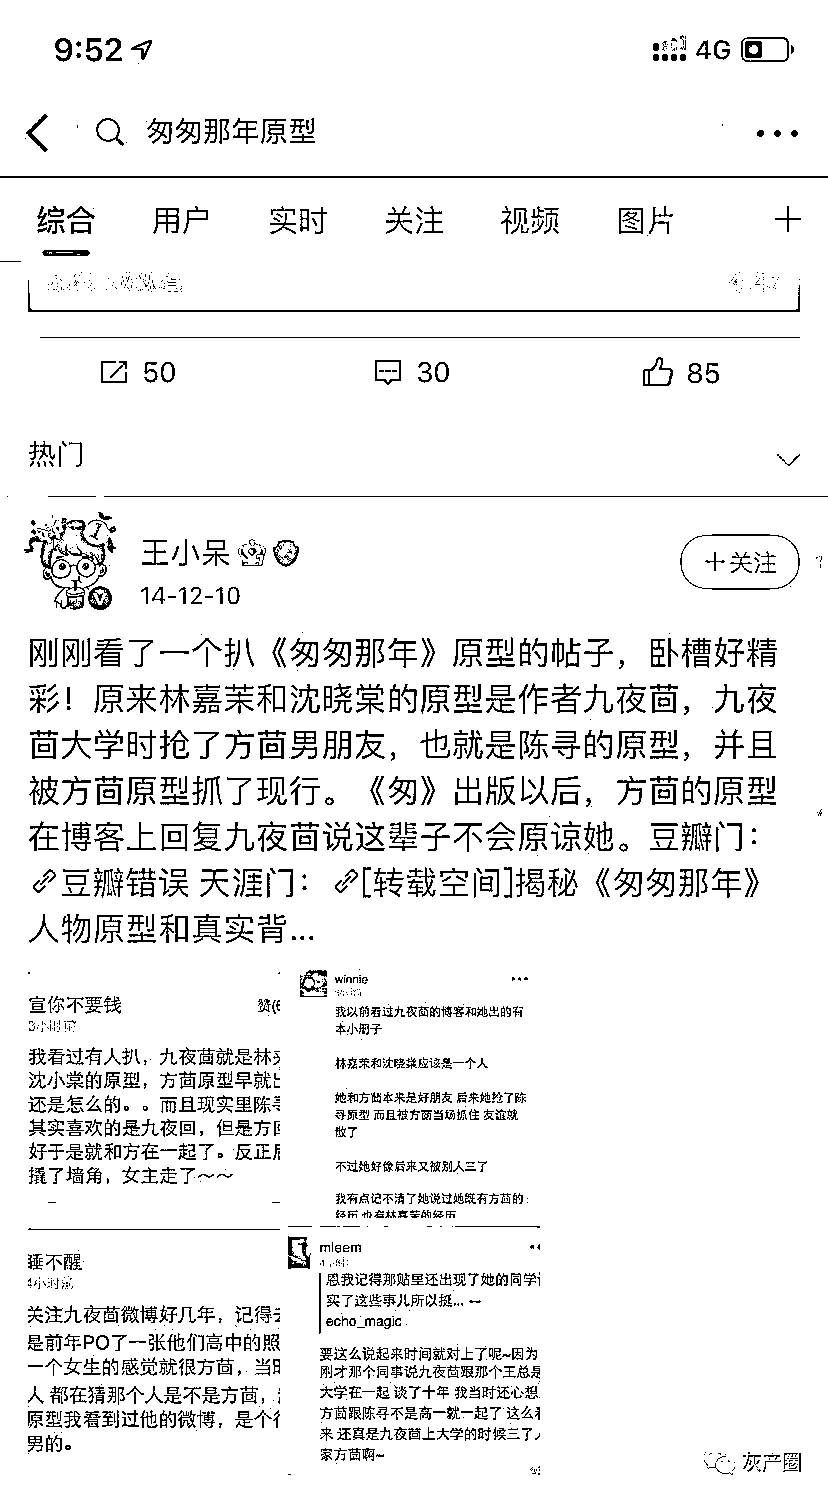 9:52
4G
匆匆那年原型
综合 用户 实时 关注 视频 图片
50 30 85
热门
王小呆
14-12-10
+关注
刚刚看了一个扒《匆匆那年》原型的帖子，卧槽好精
彩！原来林嘉茉和沈晓棠的原型是作者九夜茴，九夜
茴大学时抢了方茴男朋友，也就是陈寻的原型，并且
被方茴原型抓了现行。《匆》出版以后，方茴的原型
在博客上回复九夜茴说这辈子不会原谅她。豆瓣门：
豆瓣错误 天涯门： [转载空间]揭秘《匆匆那年》
人物原型和真实背...
宣你不要钱 赞(6
3小时前
我看过有人扒，九夜茴就是林
沈小棠的原型，方茴原型早就
还是怎么的。。而且现实里陈
其实喜欢的是九夜回，但是方回
好于是就和方在一起了。反正
撬了墙角，女主走了～～
winnie
我以前看过九夜茴的博客和她出的有
本小册子
林嘉茉和沈晓棠应该是一个人
她和方茴本来是好朋友 后来她抢了陈
寻原型 而且被方茴当场抓住 友谊就
散了
不过她好像后来又被别人三了
我有点记不清了她说过她既有方茴的
经历 也有林嘉茉的经历
睡不醒
4小时前
关注九夜茴微博好几年，记得
是前年PO了一张他们高中的照
一个女生的感觉就很方茴，当时
人 都在猜那个人是不是方茴，
原型我看到过他的微博，是个
男的。
mleem
恩我记得那贴里还出现了她的同学
实了这些事儿所以挺... --
echo_magic
要这么说起来时间就对上了呢~因为
刚才那个同事说九夜茴跟那个王总是
大学在一起 谈了十年 我当时还心想
方茴跟陈寻不是高一就一起了 这么看
来 还真是九夜茴上大学的时候三了人
家方茴啊~
灰产圈